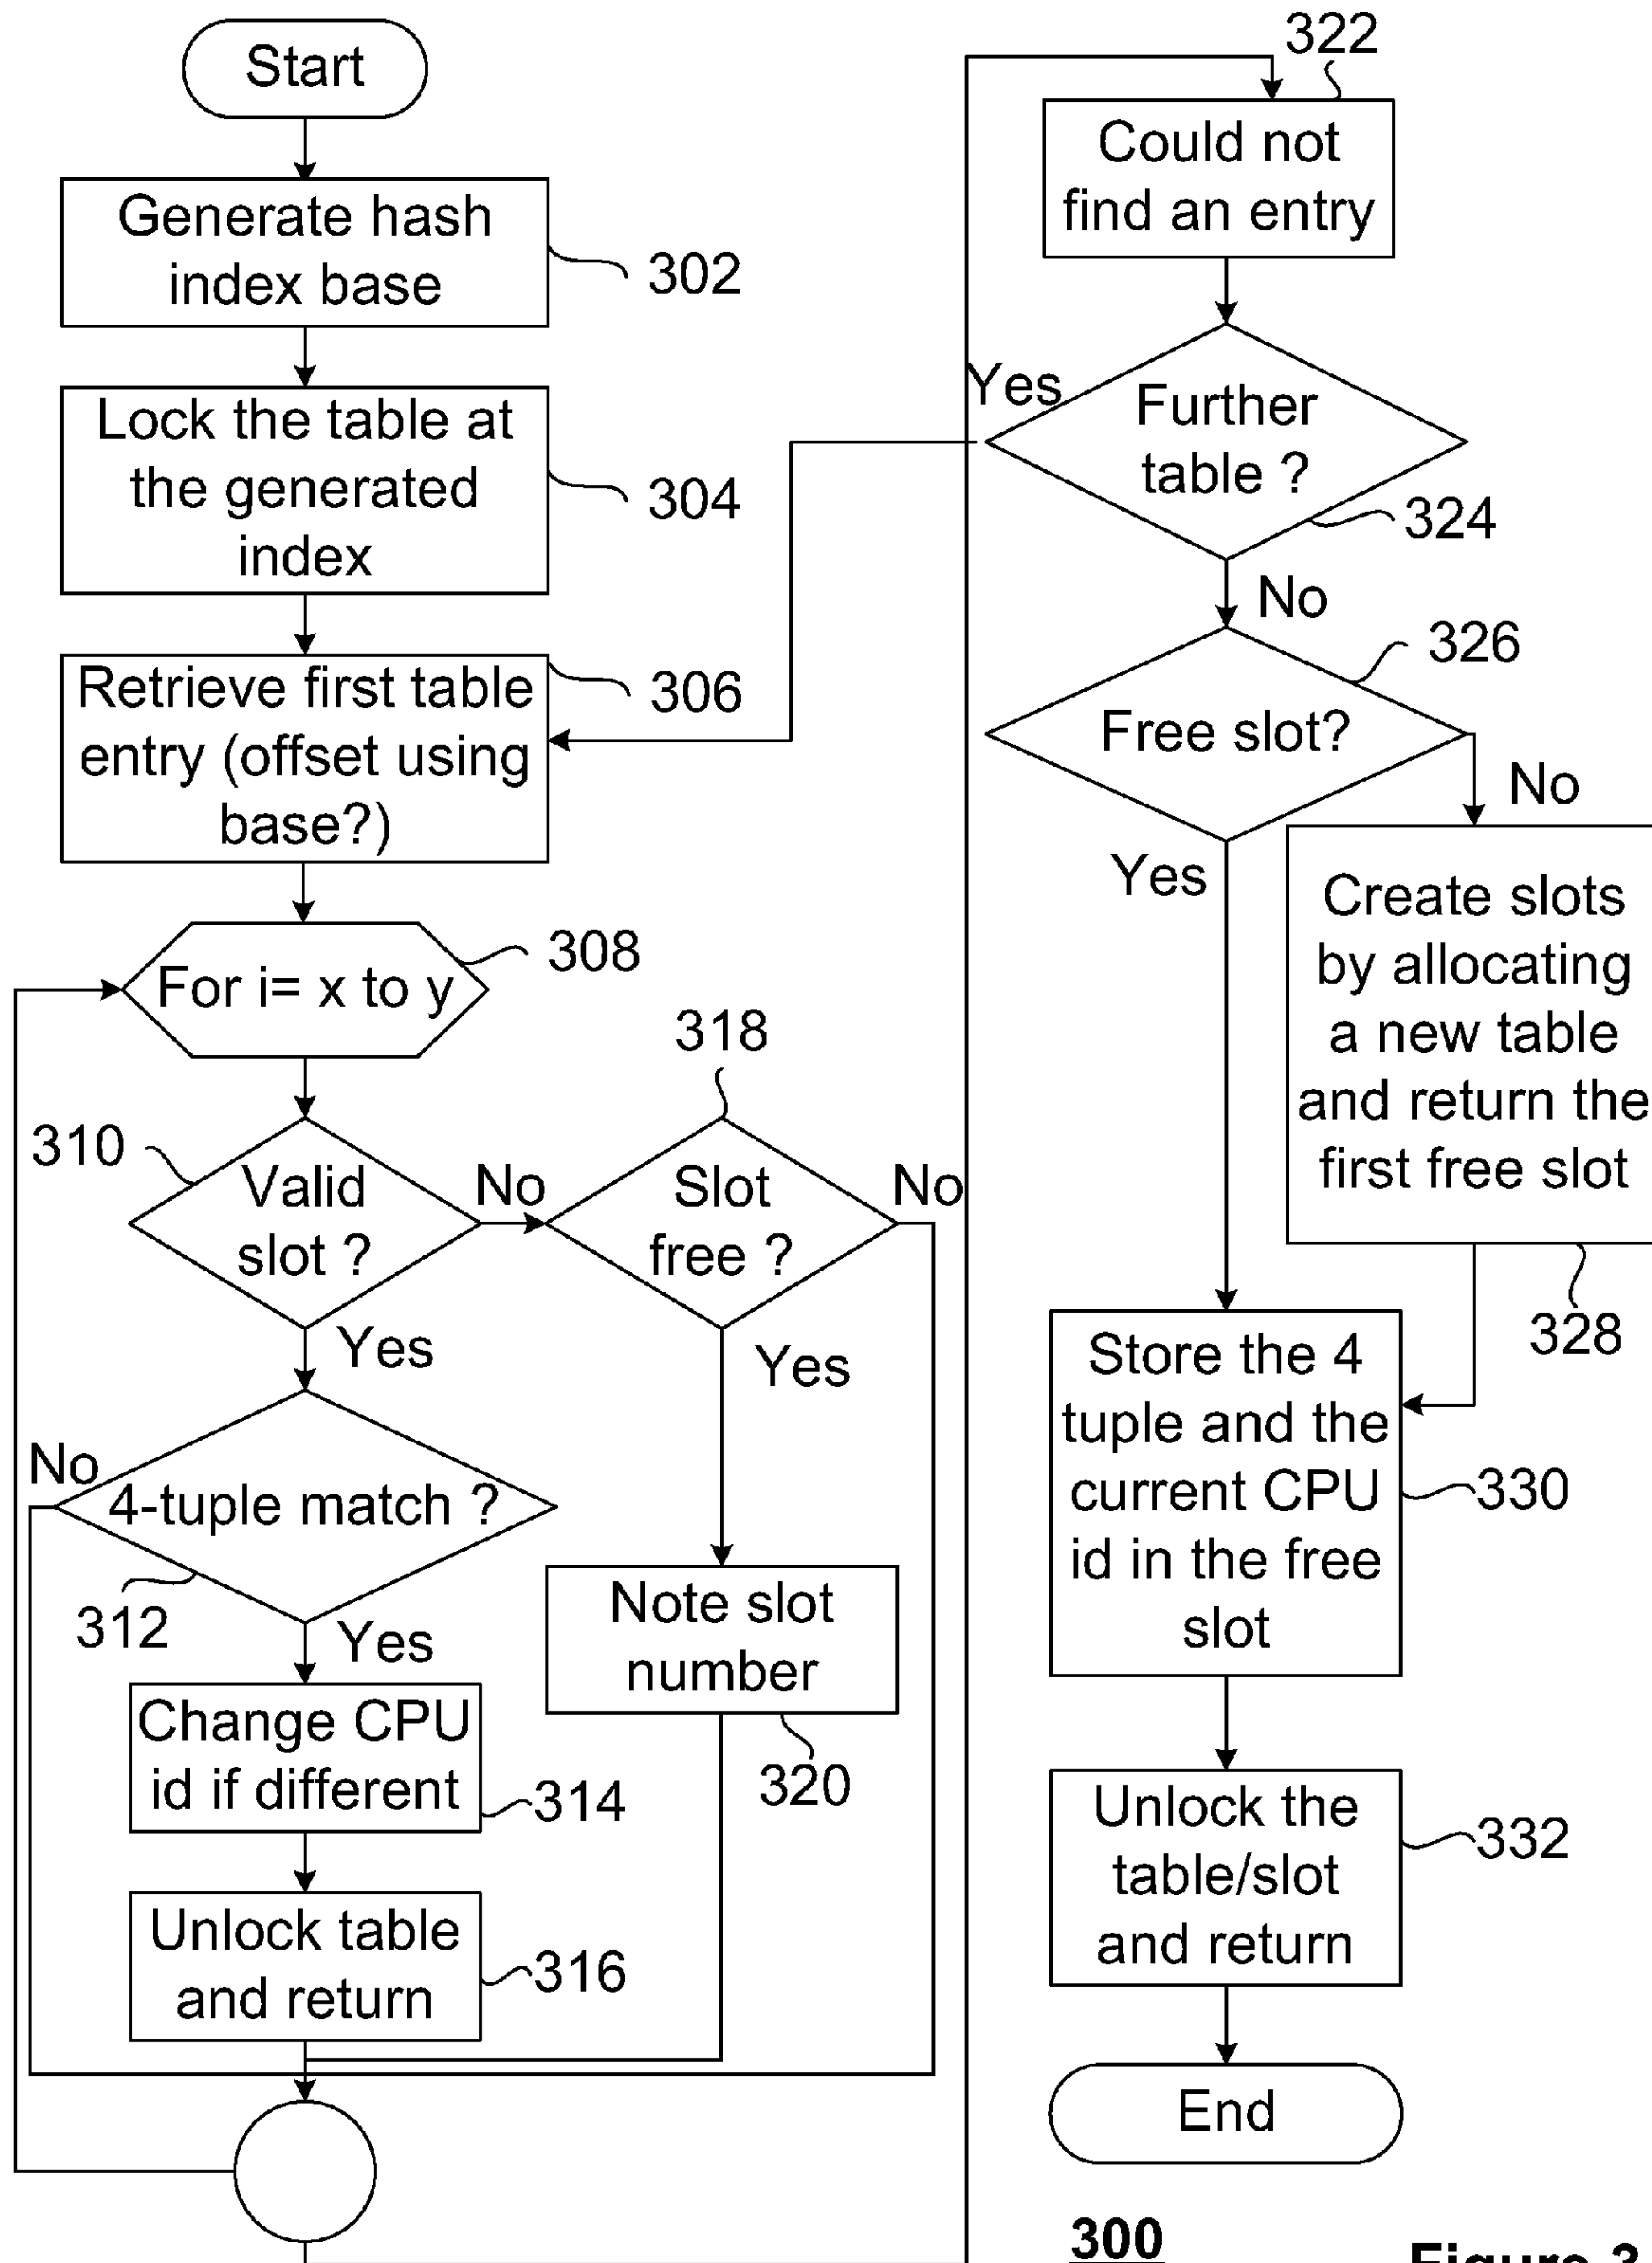 Start
Generate hash
index base
302
Lock the table at
the generated
index
304
Retrieve first table
entry (offset using
base?)
306
For i= x to y
308
310
Valid
slot ?
No
Yes
318
Slot
free ?
No
Yes
No
4-tuple match ?
312
Yes
Change CPU
id if different
314
Unlock table
and return
316
Note slot
number
320
322
Could not
find an entry
Yes
Further
table ?
324
No
326
Free slot?
No
Yes
Create slots
by allocating
a new table
and return the
first free slot
328
Store the 4
tuple and the
current CPU
id in the free
slot
330
Unlock the
table/slot
and return
332
End
300
Figure 3